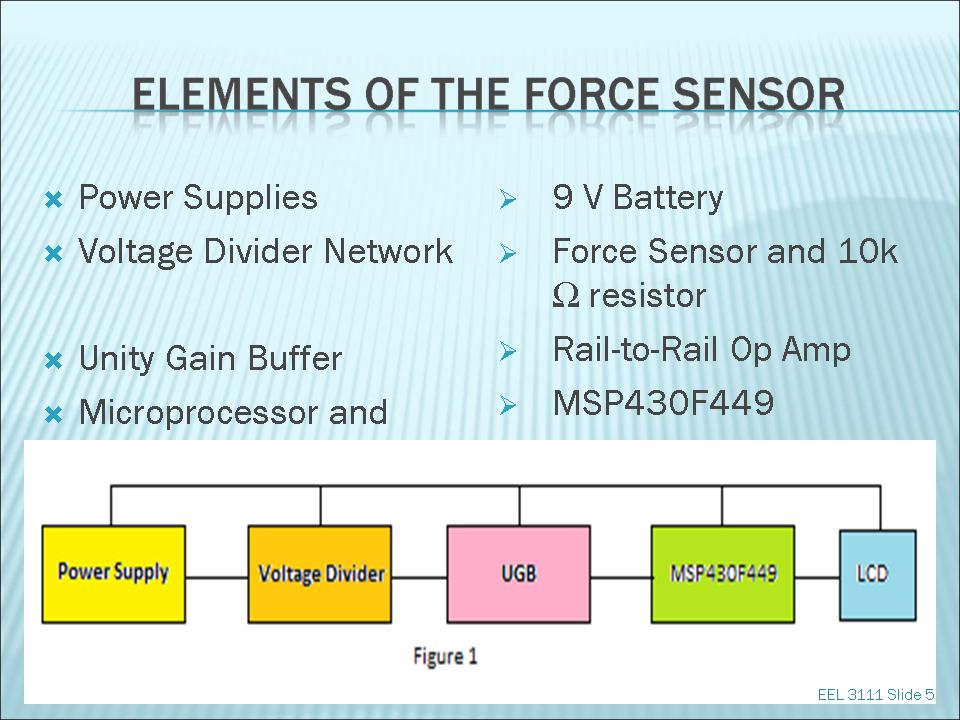 ELEMENTS OF THE FORCE SENSOR
Power Supplies
Voltage Divider Network
Unity Gain Buffer
Microprocessor and
9 V Battery
Force Sensor and 10k
Ω resistor
Rail-to-Rail Op Amp
MSP430F449
Power Supply
Voltage Divider
UGB
MSP430F449
LCD
Figure 1
EEL 3111 Slide 5